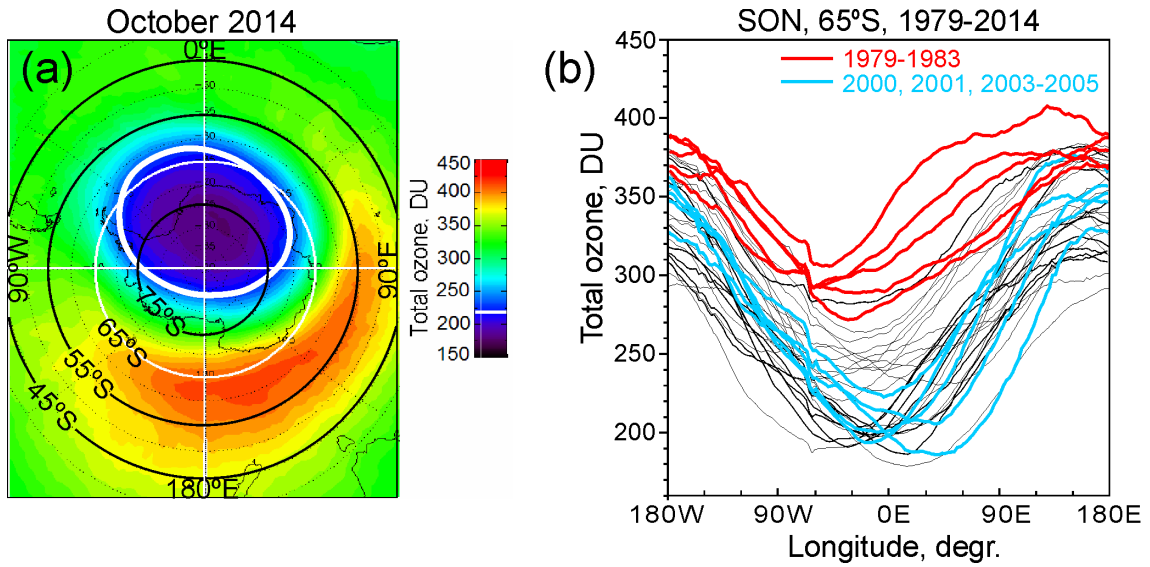 October 2014
(a)
0ºE
90ºW
90ºE
75ºS
65ºS
55ºS
45ºS
180ºE
Total ozone, DU
450
400
350
300
250
200
150
SON, 65ºS, 1979-2014
(b)
1979-1983
2000, 2001, 2003-2005
Total ozone, DU
450
400
350
300
250
200
180W
90W
0E
90E
180E
Longitude, degr.